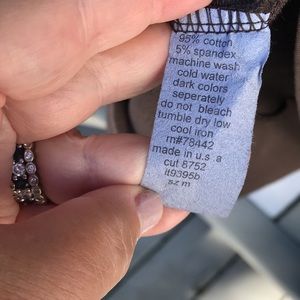 95% cotton
5% spandex
machine wash
cold water
dark colors
seperately
do not bleach
tumble dry low
cool iron
rn#78442
made in u.s.a
cut 8752
it9395b
sz m